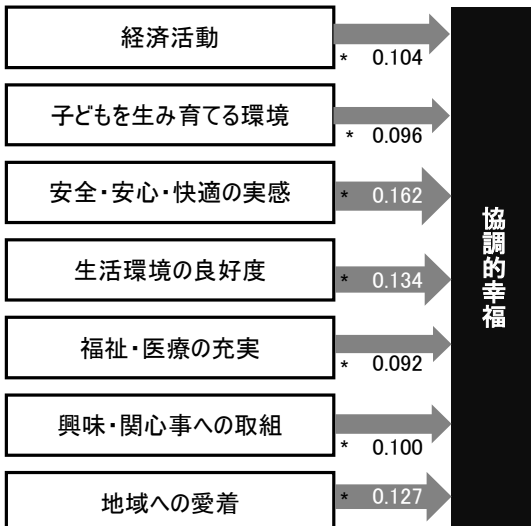 経済活動
* 0.104
子どもを生み育てる環境
* 0.096
安全・安心・快適の実感
* 0.162
生活環境の良好度
* 0.134
福祉・医療の充実
* 0.092
興味・関心事への取組
* 0.100
地域への愛着
* 0.127
協調的幸福